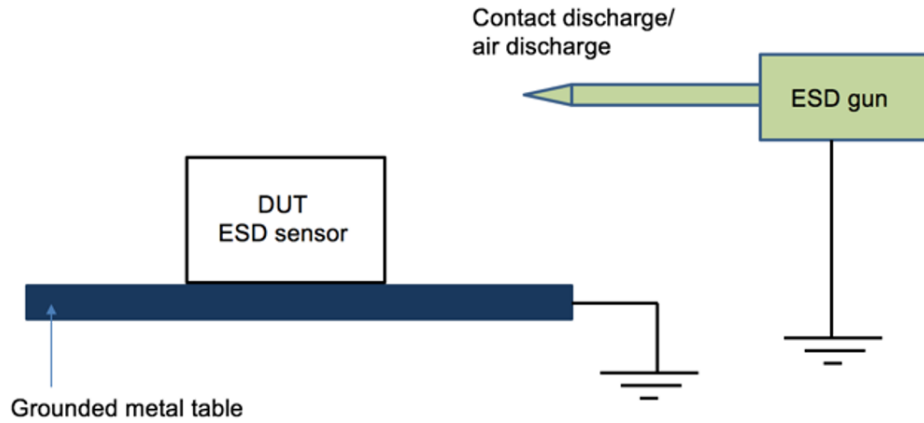 Contact discharge/
air discharge
ESD gun
DUT
ESD sensor
Grounded metal table